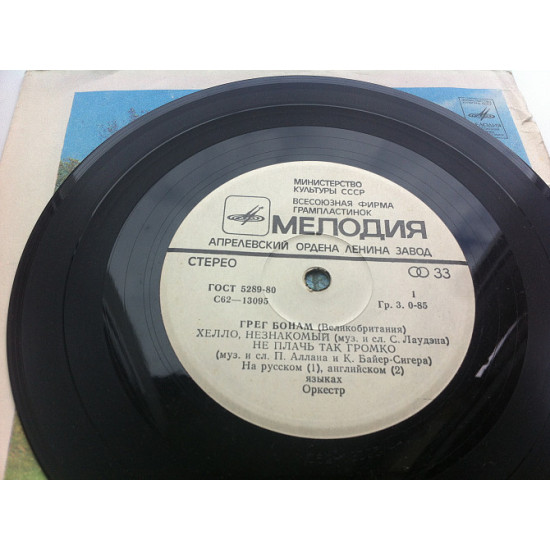 МИНИСТЕРСТВО
КУЛЬТУРЫ СССР
ВСЕСОЮЗНАЯ ФИРМА
ГРАМПЛАСТИНОК
МЕЛОДИЯ
АПРЕЛЕВСКИЙ ОРДЕНА ЛЕНИНА ЗАВОД
СТЕРЕО 33
ГОСТ 5289-80 1
С62—13095 Гр. 3. 0-85
ГРЕГ БОНАМ (Великобритания)
ХЕЛЛО, НЕЗНАКОМЫЙ (муз. и сл. С. Лаудэна)
НЕ ПЛАЧЬ ТАК ГРОМКО
(муз. и сл. П. Аллана и К. Байер-Сигера)
На русском (1), английском (2)
языках
Оркестр